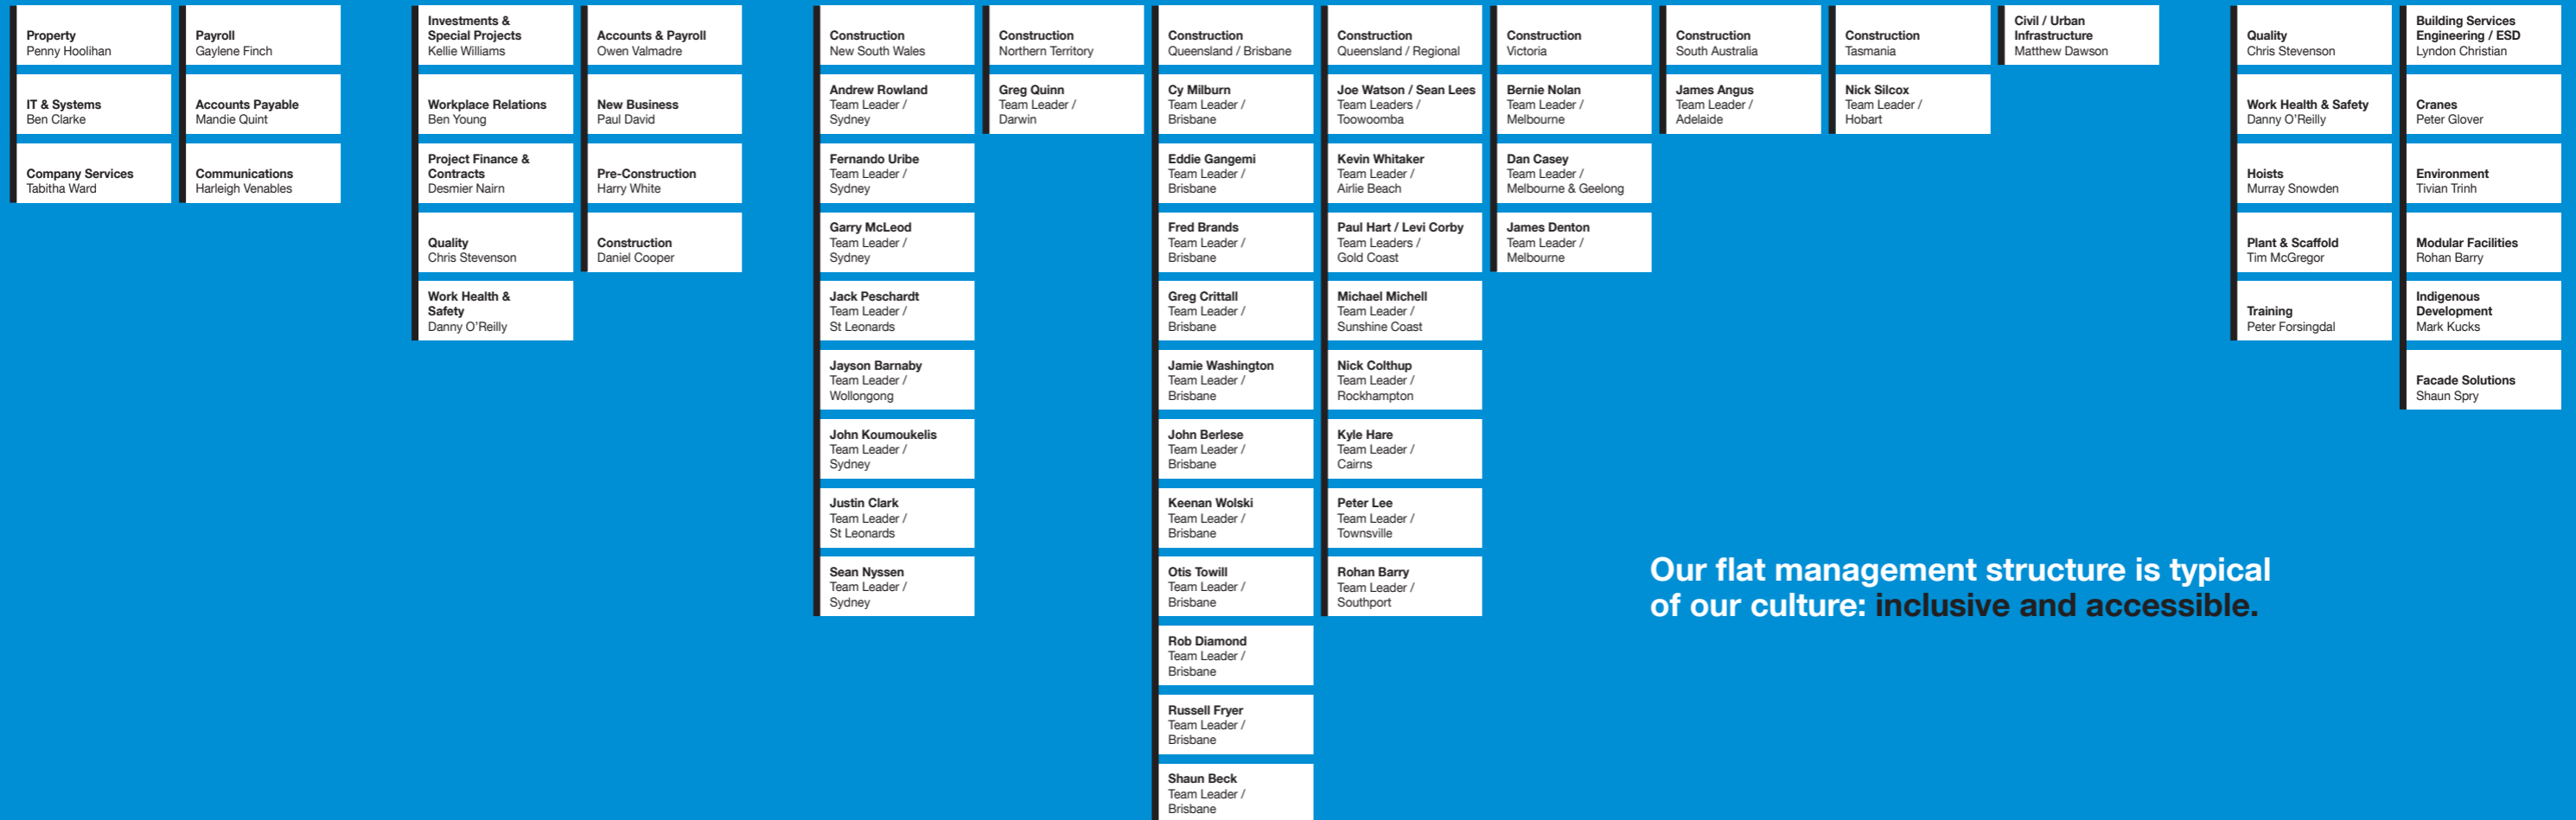 Property
Penny Hoolihan
IT & Systems
Ben Clarke
Company Services
Tabitha Ward
Payroll
Gaylene Finch
Accounts Payable
Mandie Quint
Communications
Harleigh Venables
Investments &
Special Projects
Kellie Williams
Workplace Relations
Ben Young
Project Finance &
Contracts
Desmier Nairn
Quality
Chris Stevenson
Work Health &
Safety
Danny O'Reilly
Accounts & Payroll
Owen Valmadre
New Business
Paul David
Pre-Construction
Harry White
Construction
Daniel Cooper
Construction
New South Wales
Andrew Rowland
Team Leader /
Sydney
Fernando Uribe
Team Leader /
Sydney
Garry McLeod
Team Leader /
Sydney
Jack Peschardt
Team Leader /
St Leonards
Jayson Barnaby
Team Leader /
Wollongong
John Koumoukelis
Team Leader /
Sydney
Justin Clark
Team Leader /
St Leonards
Sean Nyssen
Team Leader /
Sydney
Construction
Northern Territory
Greg Quinn
Team Leader /
Darwin
Construction
Queensland / Brisbane
Cy Milburn
Team Leader /
Brisbane
Eddie Gangemi
Team Leader /
Brisbane
Fred Brands
Team Leader /
Brisbane
Greg Crittall
Team Leader /
Brisbane
Jamie Washington
Team Leader /
Brisbane
John Berlese
Team Leader /
Brisbane
Keenan Wolski
Team Leader /
Brisbane
Otis Towill
Team Leader /
Brisbane
Rob Diamond
Team Leader /
Brisbane
Russell Fryer
Team Leader /
Brisbane
Shaun Beck
Team Leader /
Brisbane
Construction
Queensland / Regional
Joe Watson / Sean Lees
Team Leaders /
Toowoomba
Kevin Whitaker
Team Leader /
Airlie Beach
Paul Hart / Levi Corby
Team Leaders /
Gold Coast
Michael Michell
Team Leader /
Sunshine Coast
Nick Colthup
Team Leader /
Rockhampton
Kyle Hare
Team Leader /
Cairns
Peter Lee
Team Leader /
Townsville
Rohan Barry
Team Leader /
Southport
Construction
Victoria
Bernie Nolan
Team Leader /
Melbourne
Dan Casey
Team Leader /
Melbourne & Geelong
James Denton
Team Leader /
Melbourne
Construction
South Australia
James Angus
Team Leader /
Adelaide
Construction
Tasmania
Nick Silcox
Team Leader /
Hobart
Civil / Urban
Infrastructure
Matthew Dawson
Quality
Chris Stevenson
Work Health & Safety
Danny O'Reilly
Hoists
Murray Snowden
Plant & Scaffold
Tim McGregor
Training
Peter Forsingdal
Building Services
Engineering / ESD
Lyndon Christian
Cranes
Peter Glover
Environment
Tivian Trinh
Modular Facilities
Rohan Barry
Indigenous
Development
Mark Kucks
Facade Solutions
Shaun Spry
Our flat management structure is typical
of our culture: inclusive and accessible.